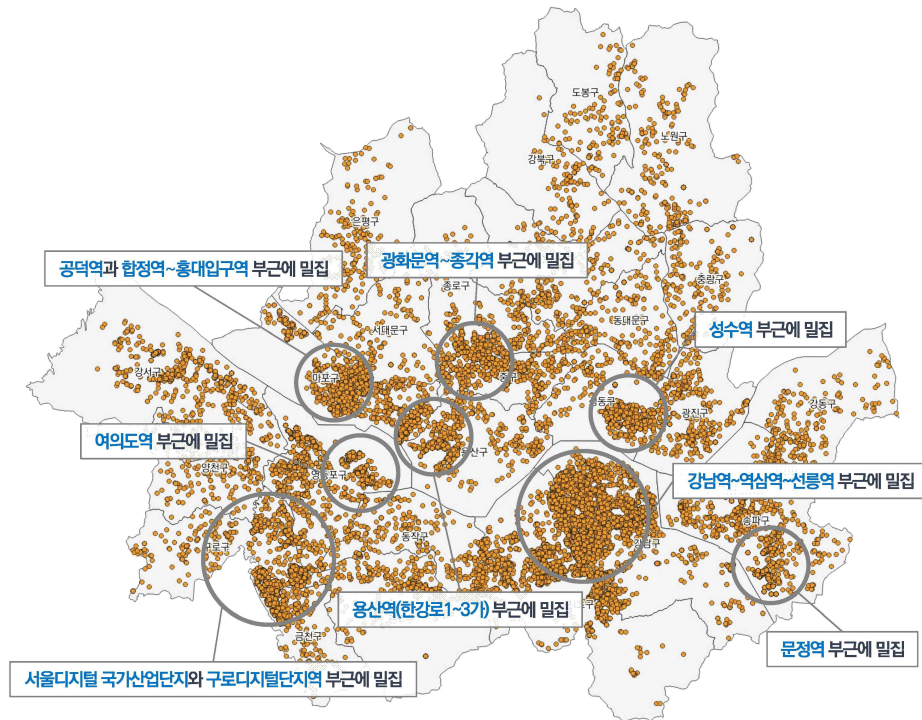 도봉구
노원구
강북구
은평구
공덕역과 합정역~홍대입구역 부근에 밀집
광화문역~종각역 부근에 밀집
종로구
중랑구
서대문구
동대문구
성수역 부근에 밀집
강서구
마포구
중구
강동구
광진구
여의도역 부근에 밀집
용산구
양천구
영등포구
강남역~역삼역~선릉역 부근에 밀집
송파구
구로구
동작구
강남구
용산역(한강로1~3가) 부근에 밀집
금천구
문정역 부근에 밀집
서울디지털 국가산업단지와 구로디지털단지역 부근에 밀집